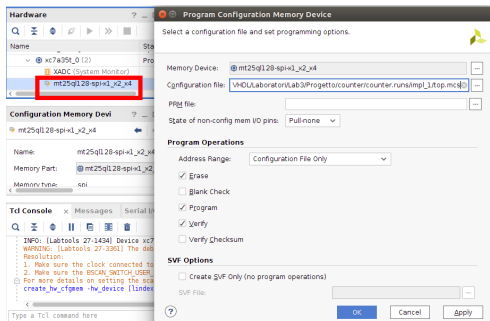 Hardware ? _
Name Sta
xc7a35t_0 (2) Pro
XADC (System Monitor)
mt25ql128-spi-x1_x2_x4
Configuration Memory Devi ? _
mt25ql128-spi-x1_x2_x4
Name: mt25ql128-spi-x1_x2_x4
Memory Part: mt25ql128-spi-x1_x2_x4
Memory type: spi
Tcl Console × Messages Serial I/
INFO: [Labtools 27-1434] Device xc7
WARNING: [Labtools 27-3361] The deb
Resolution:
1. Make sure the clock connected to
2. Make sure the BSCAN_SWITCH_USER_
For more details on setting the sca
create_hw_cfgmem -hw_device [lindex
Type a Tcl command here
Program Configuration Memory Device
Select a configuration file and set programming options.
Memory Device: mt25ql128-spi-x1_x2_x4 ...
Configuration file: VHDL/Laboratori/Lab3/Progetto/counter/counter.runs/impl_1/top.mcs ...
PRM file: ...
State of non-config mem I/O pins: Pull-none
Program Operations
Address Range: Configuration File Only
Erase
Blank Check
Program
Verify
Verify Checksum
SVF Options
Create SVF Only (no program operations)
SVF File: ...
? OK Cancel Apply